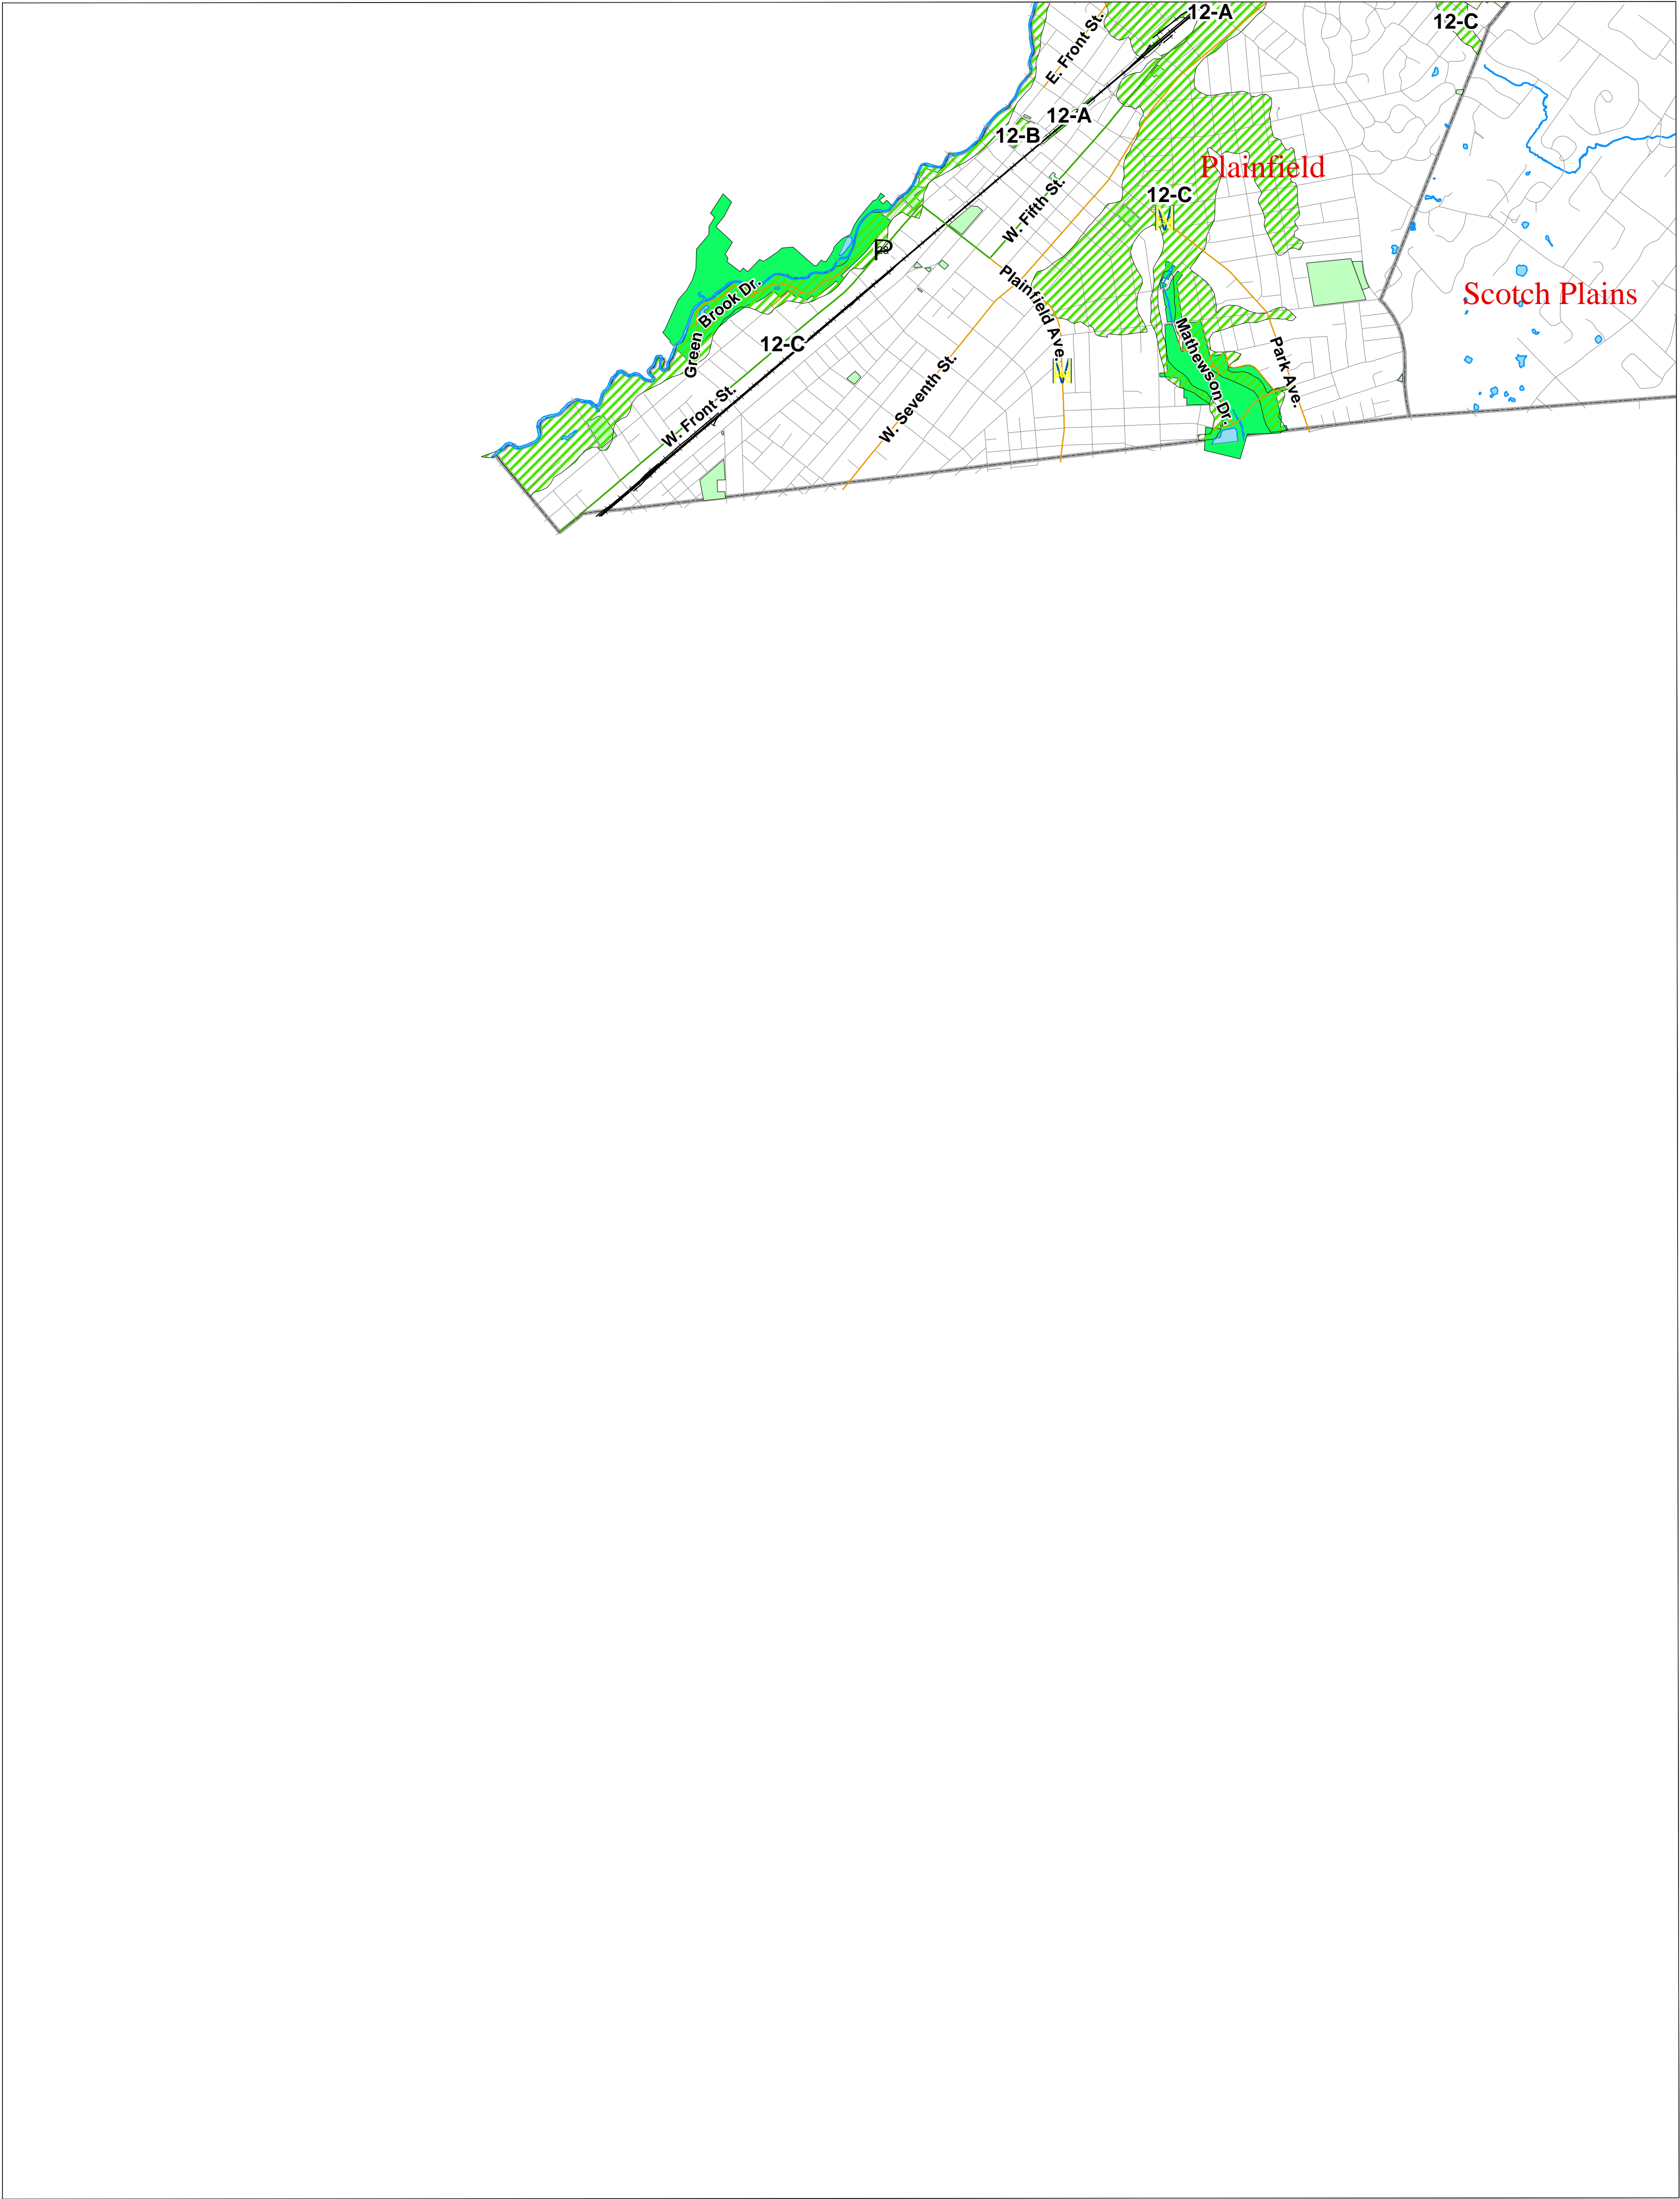 12-A
12-C
E. Front St.
12-A
12-B
Plainfield
12-C
W. Fifth St.
P
Plainfield Ave.
Scotch Plains
Green Brook Dr.
12-C
Mathewson Dr.
Park Ave.
W. Front St.
W. Seventh St.